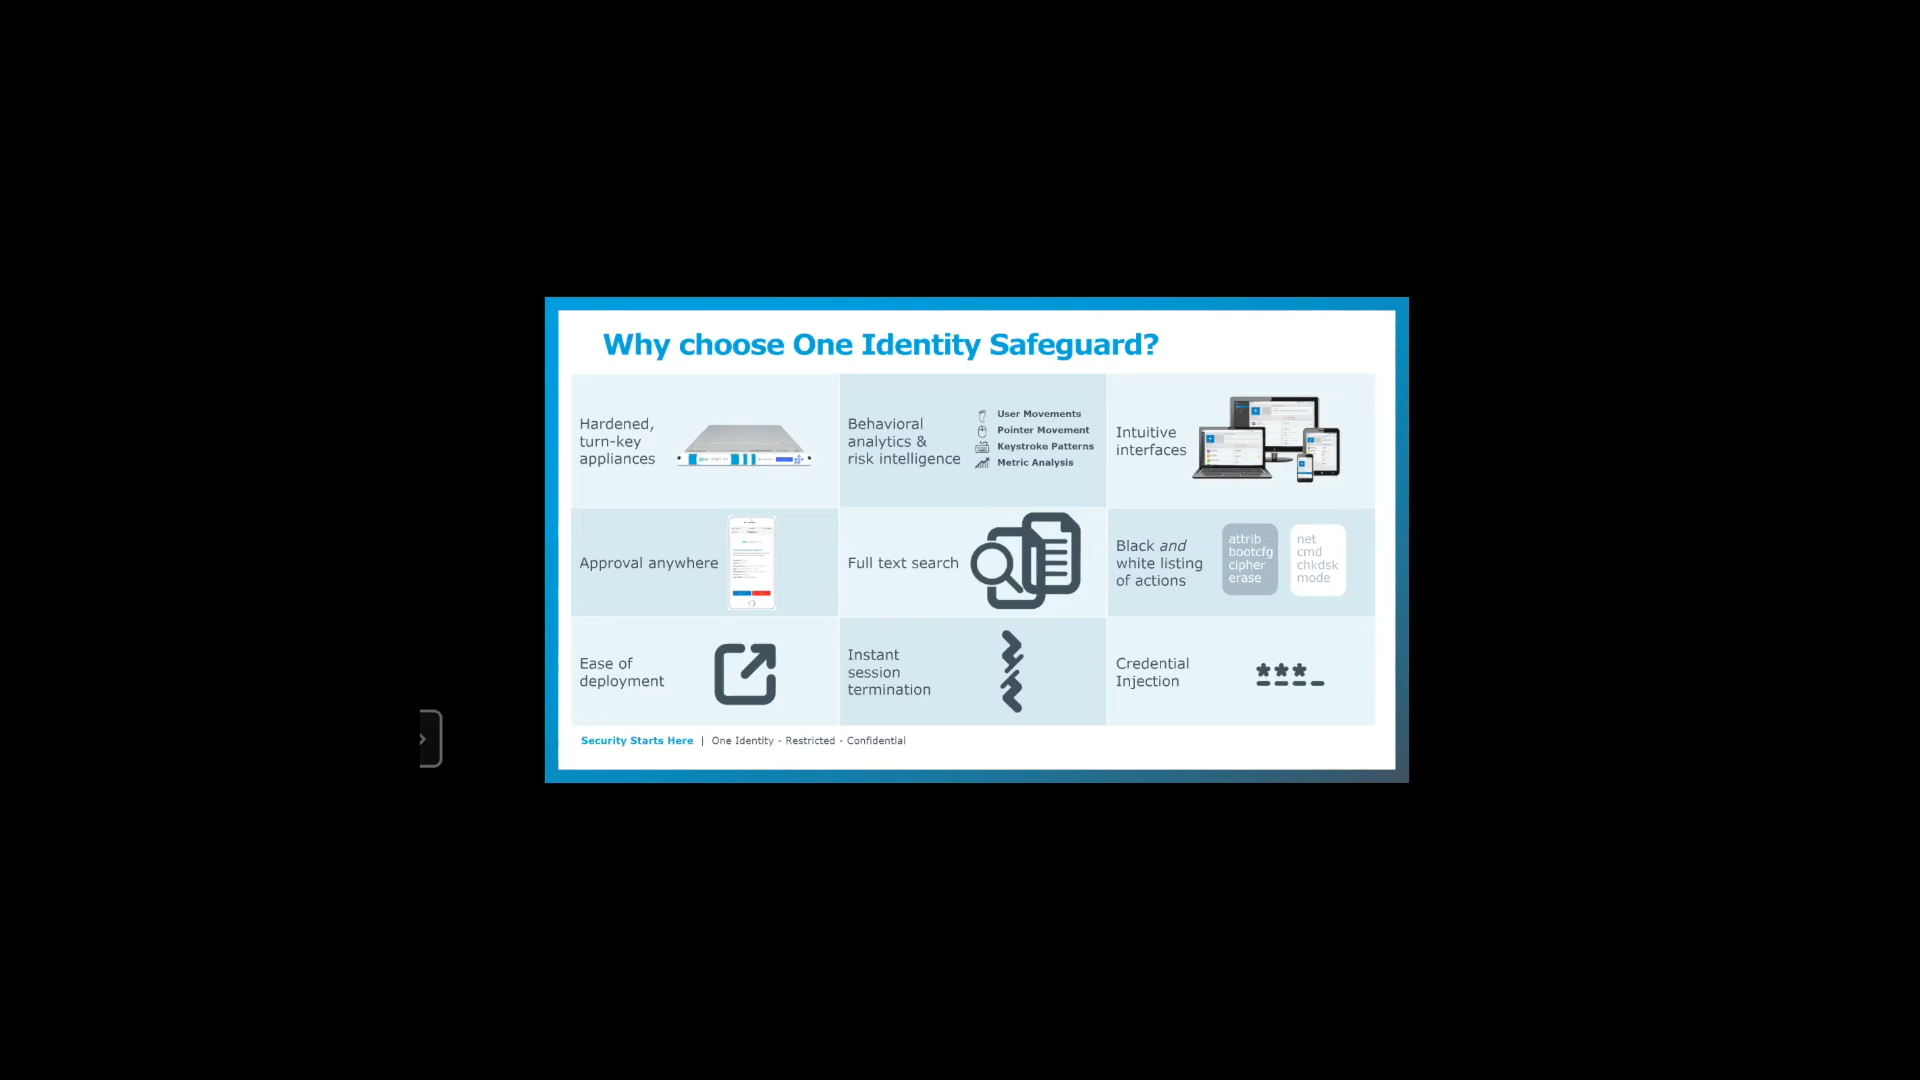 Why choose One Identity Safeguard?
Hardened,
turn-key
appliances
Behavioral
analytics &
risk intelligence
User Movements
Pointer Movement
Keystroke Patterns
Metric Analysis
Intuitive
interfaces
Approval anywhere
Full text search
Black and
white listing
of actions
attrib
bootcfg
cipher
erase
net
cmd
chkdsk
mode
Ease of
deployment
Instant
session
termination
Credential
Injection
***_
Security Starts Here | One Identity - Restricted - Confidential